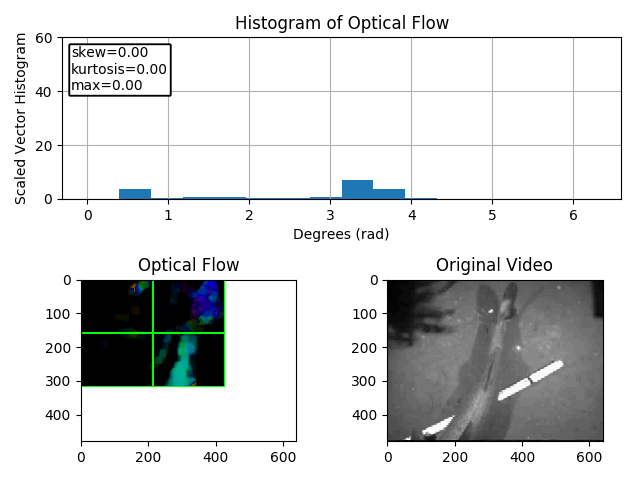 Histogram of Optical Flow
Scaled Vector Histogram
60
40
20
0
skew=0.00
kurtosis=0.00
max=0.00
0 1 2 3 4 5 6
Degrees (rad)
Optical Flow
0
100
200
300
400
0 200 400 600
Original Video
0
100
200
300
400
0 200 400 600